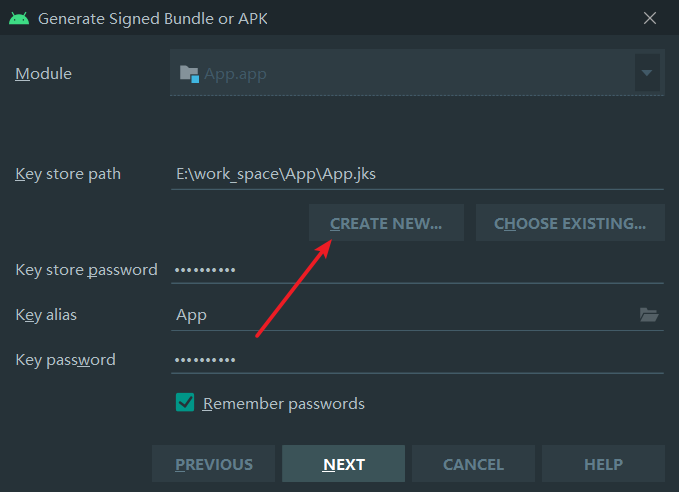 Generate Signed Bundle or APK
Module
App.app
Key store path
E:\work_space\App\App.jks
CREATE NEW...
CHOOSE EXISTING...
Key store password
••••••••••
Key alias
App
Key password
••••••••••
Remember passwords
PREVIOUS
NEXT
CANCEL
HELP